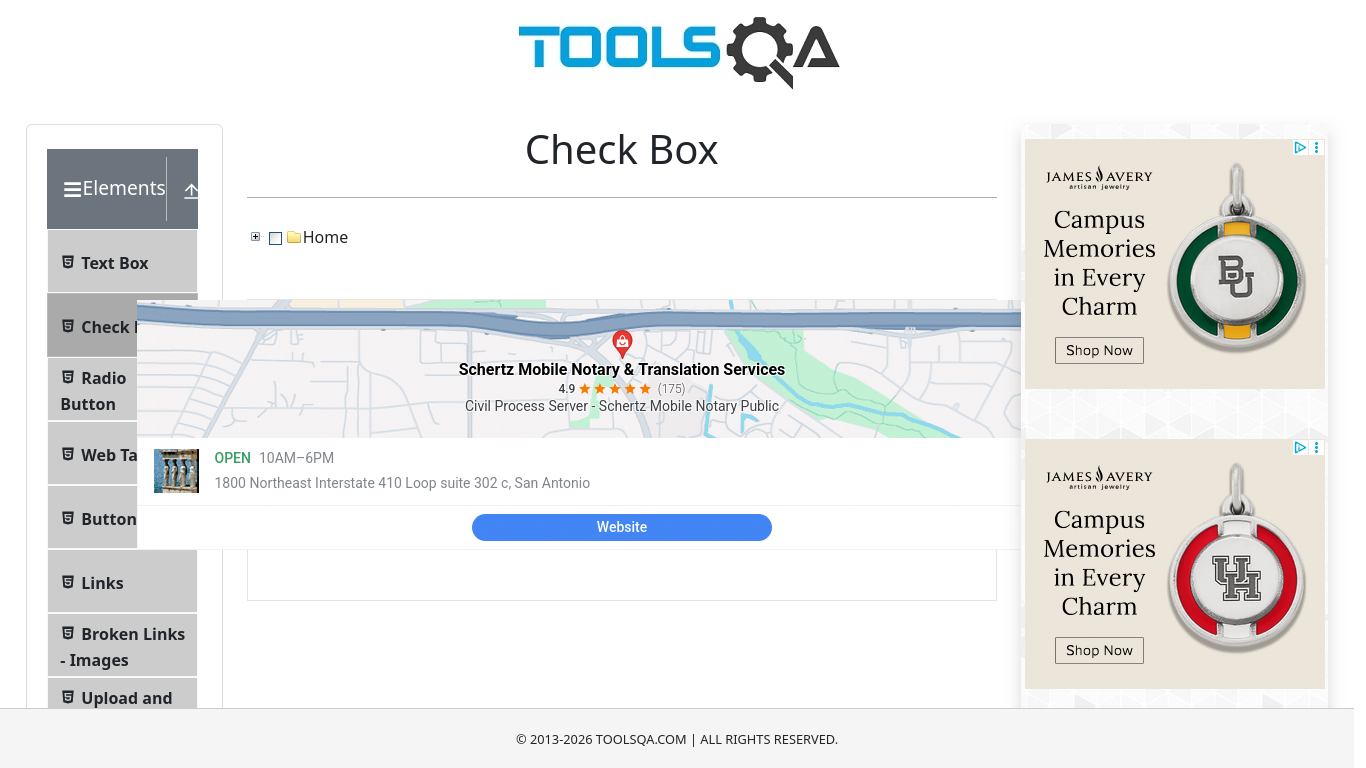 TOOLSQA
Check Box
Elements
Text Box
Check
Radio
Button
Web Ta
Button
Links
Broken Links
- Images
Upload and
Home
Schertz Mobile Notary & Translation Services
4.9 (175)
Civil Process Server - Schertz Mobile Notary Public
OPEN 10AM–6PM
1800 Northeast Interstate 410 Loop suite 302 c, San Antonio
Website
JAMES AVERY
artisan jewelry
Campus
Memories
in Every
Charm
Shop Now
BU
JAMES AVERY
artisan jewelry
Campus
Memories
in Every
Charm
Shop Now
UH
© 2013-2026 TOOLSQA.COM | ALL RIGHTS RESERVED.